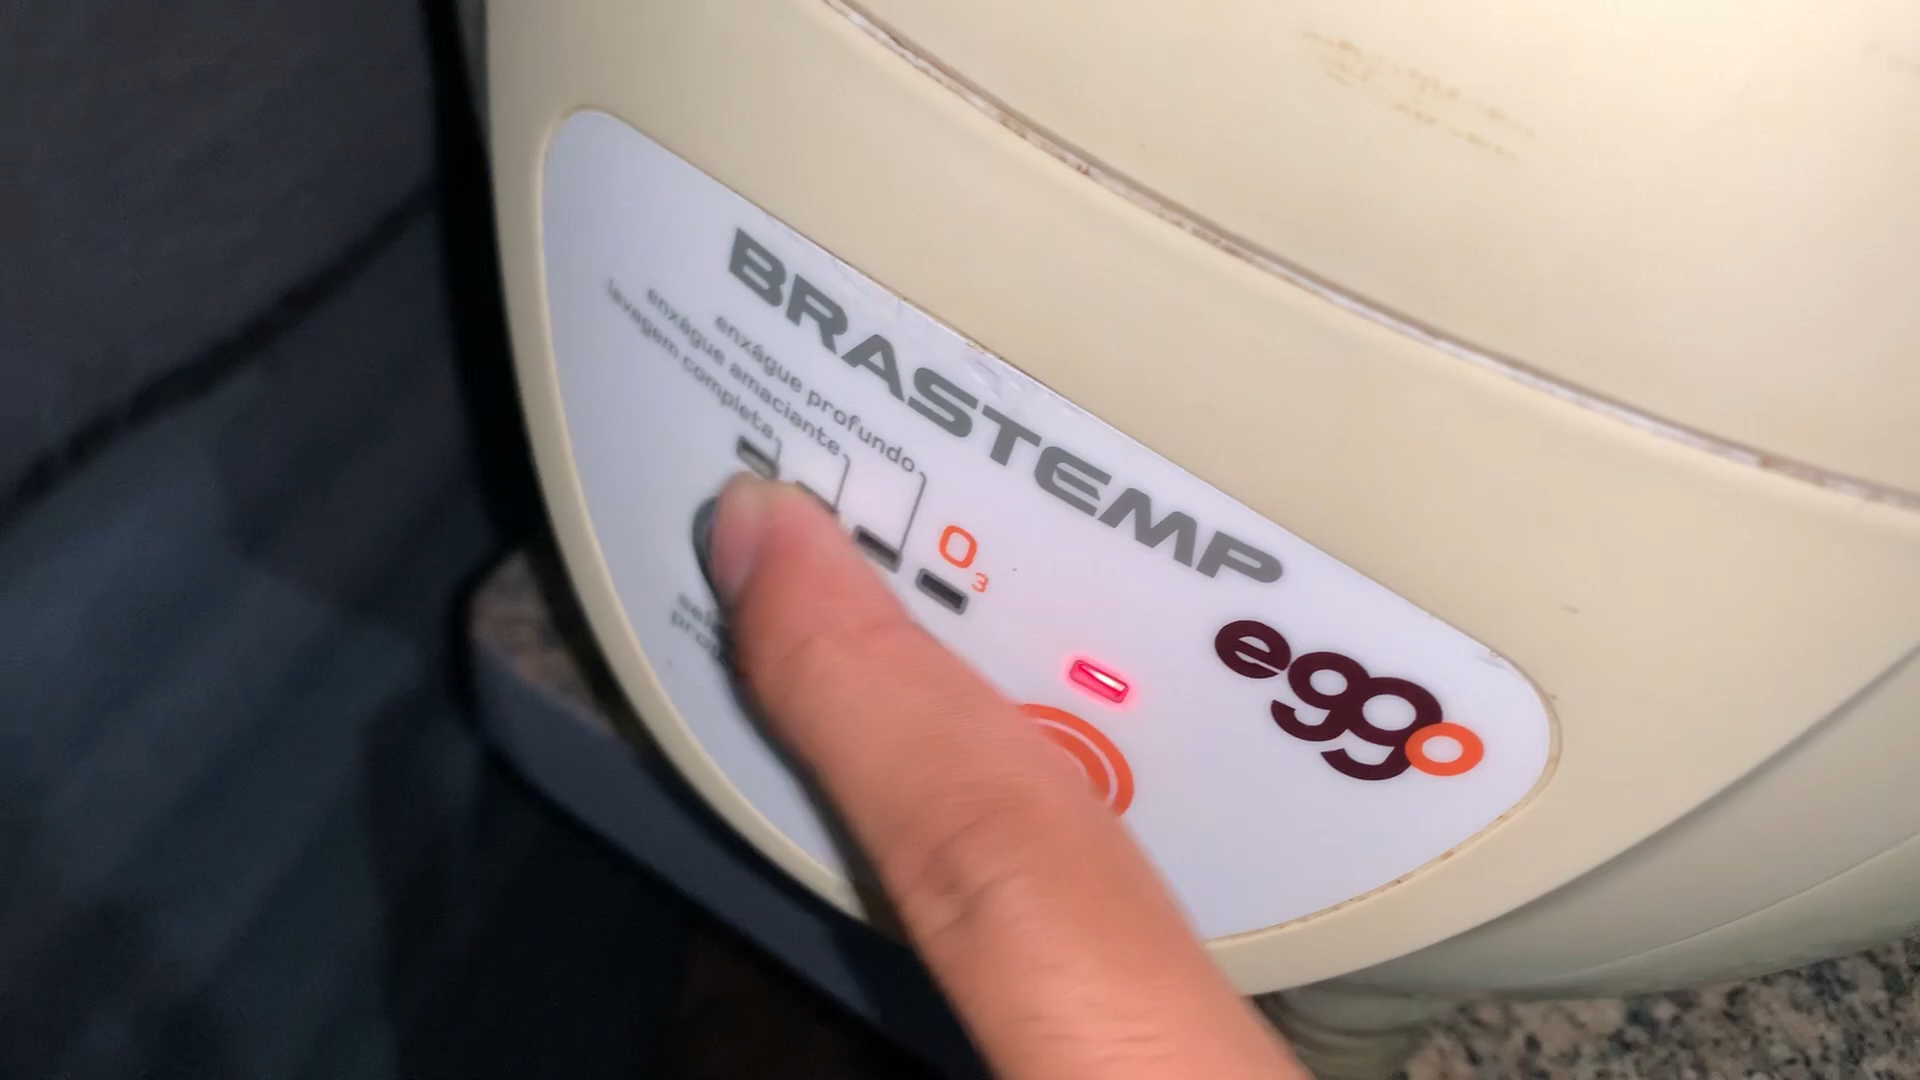 BRASTEMP
enxágue profundo
enxágue amaciante
lavagem completa
O3
eggo